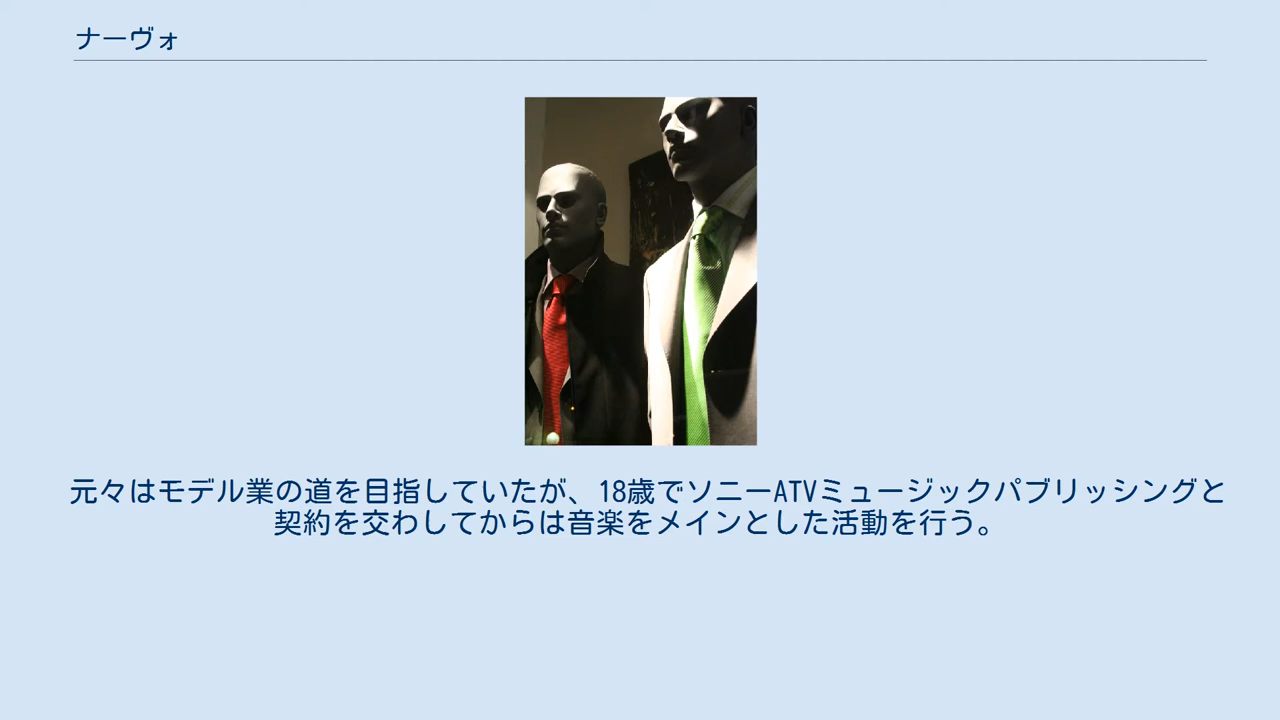 ナーヴォ
元々はモデル業の道を目指していたが、18歳でソニーATVミュージックパブリッシングと
契約を交わしてからは音楽をメインとした活動を行う。